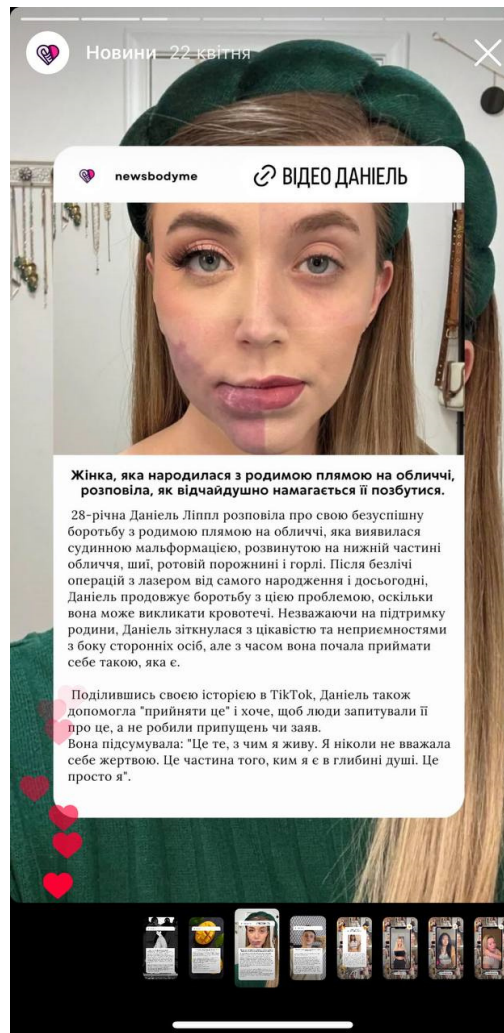 Новини 22 квітня
newsbodyme
ВІДЕО ДАНІЕЛЬ
Жінка, яка народилася з родимою плямою на обличчі,
розповіла, як відчайдушно намагається її позбутися.
28-річна Даніель Ліппл розповіла про свою безуспішну
боротьбу з родимою плямою на обличчі, яка виявилася
судинною мальформацією, розвинутою на нижній частині
обличчя, шиї, ротовій порожнині і горлі. Після безлічі
операцій з лазером від самого народження і досьогодні,
Даніель продовжує боротьбу з цією проблемою, оскільки
вона може викликати кровотечі. Незважаючи на підтримку
родини, Даніель зіткнулася з цікавістю та неприємностями
з боку сторонніх осіб, але з часом вона почала приймати
себе такою, яка є.
Поділившись своєю історією в TikTok, Даніель також
допомогла "прийняти це" і хоче, щоб люди запитували її
про це, а не робили припущень чи заяв.
Вона підсумувала: "Це те, з чим я живу. Я ніколи не вважала
себе жертвою. Це частина того, ким я є в глибині душі. Це
просто я".